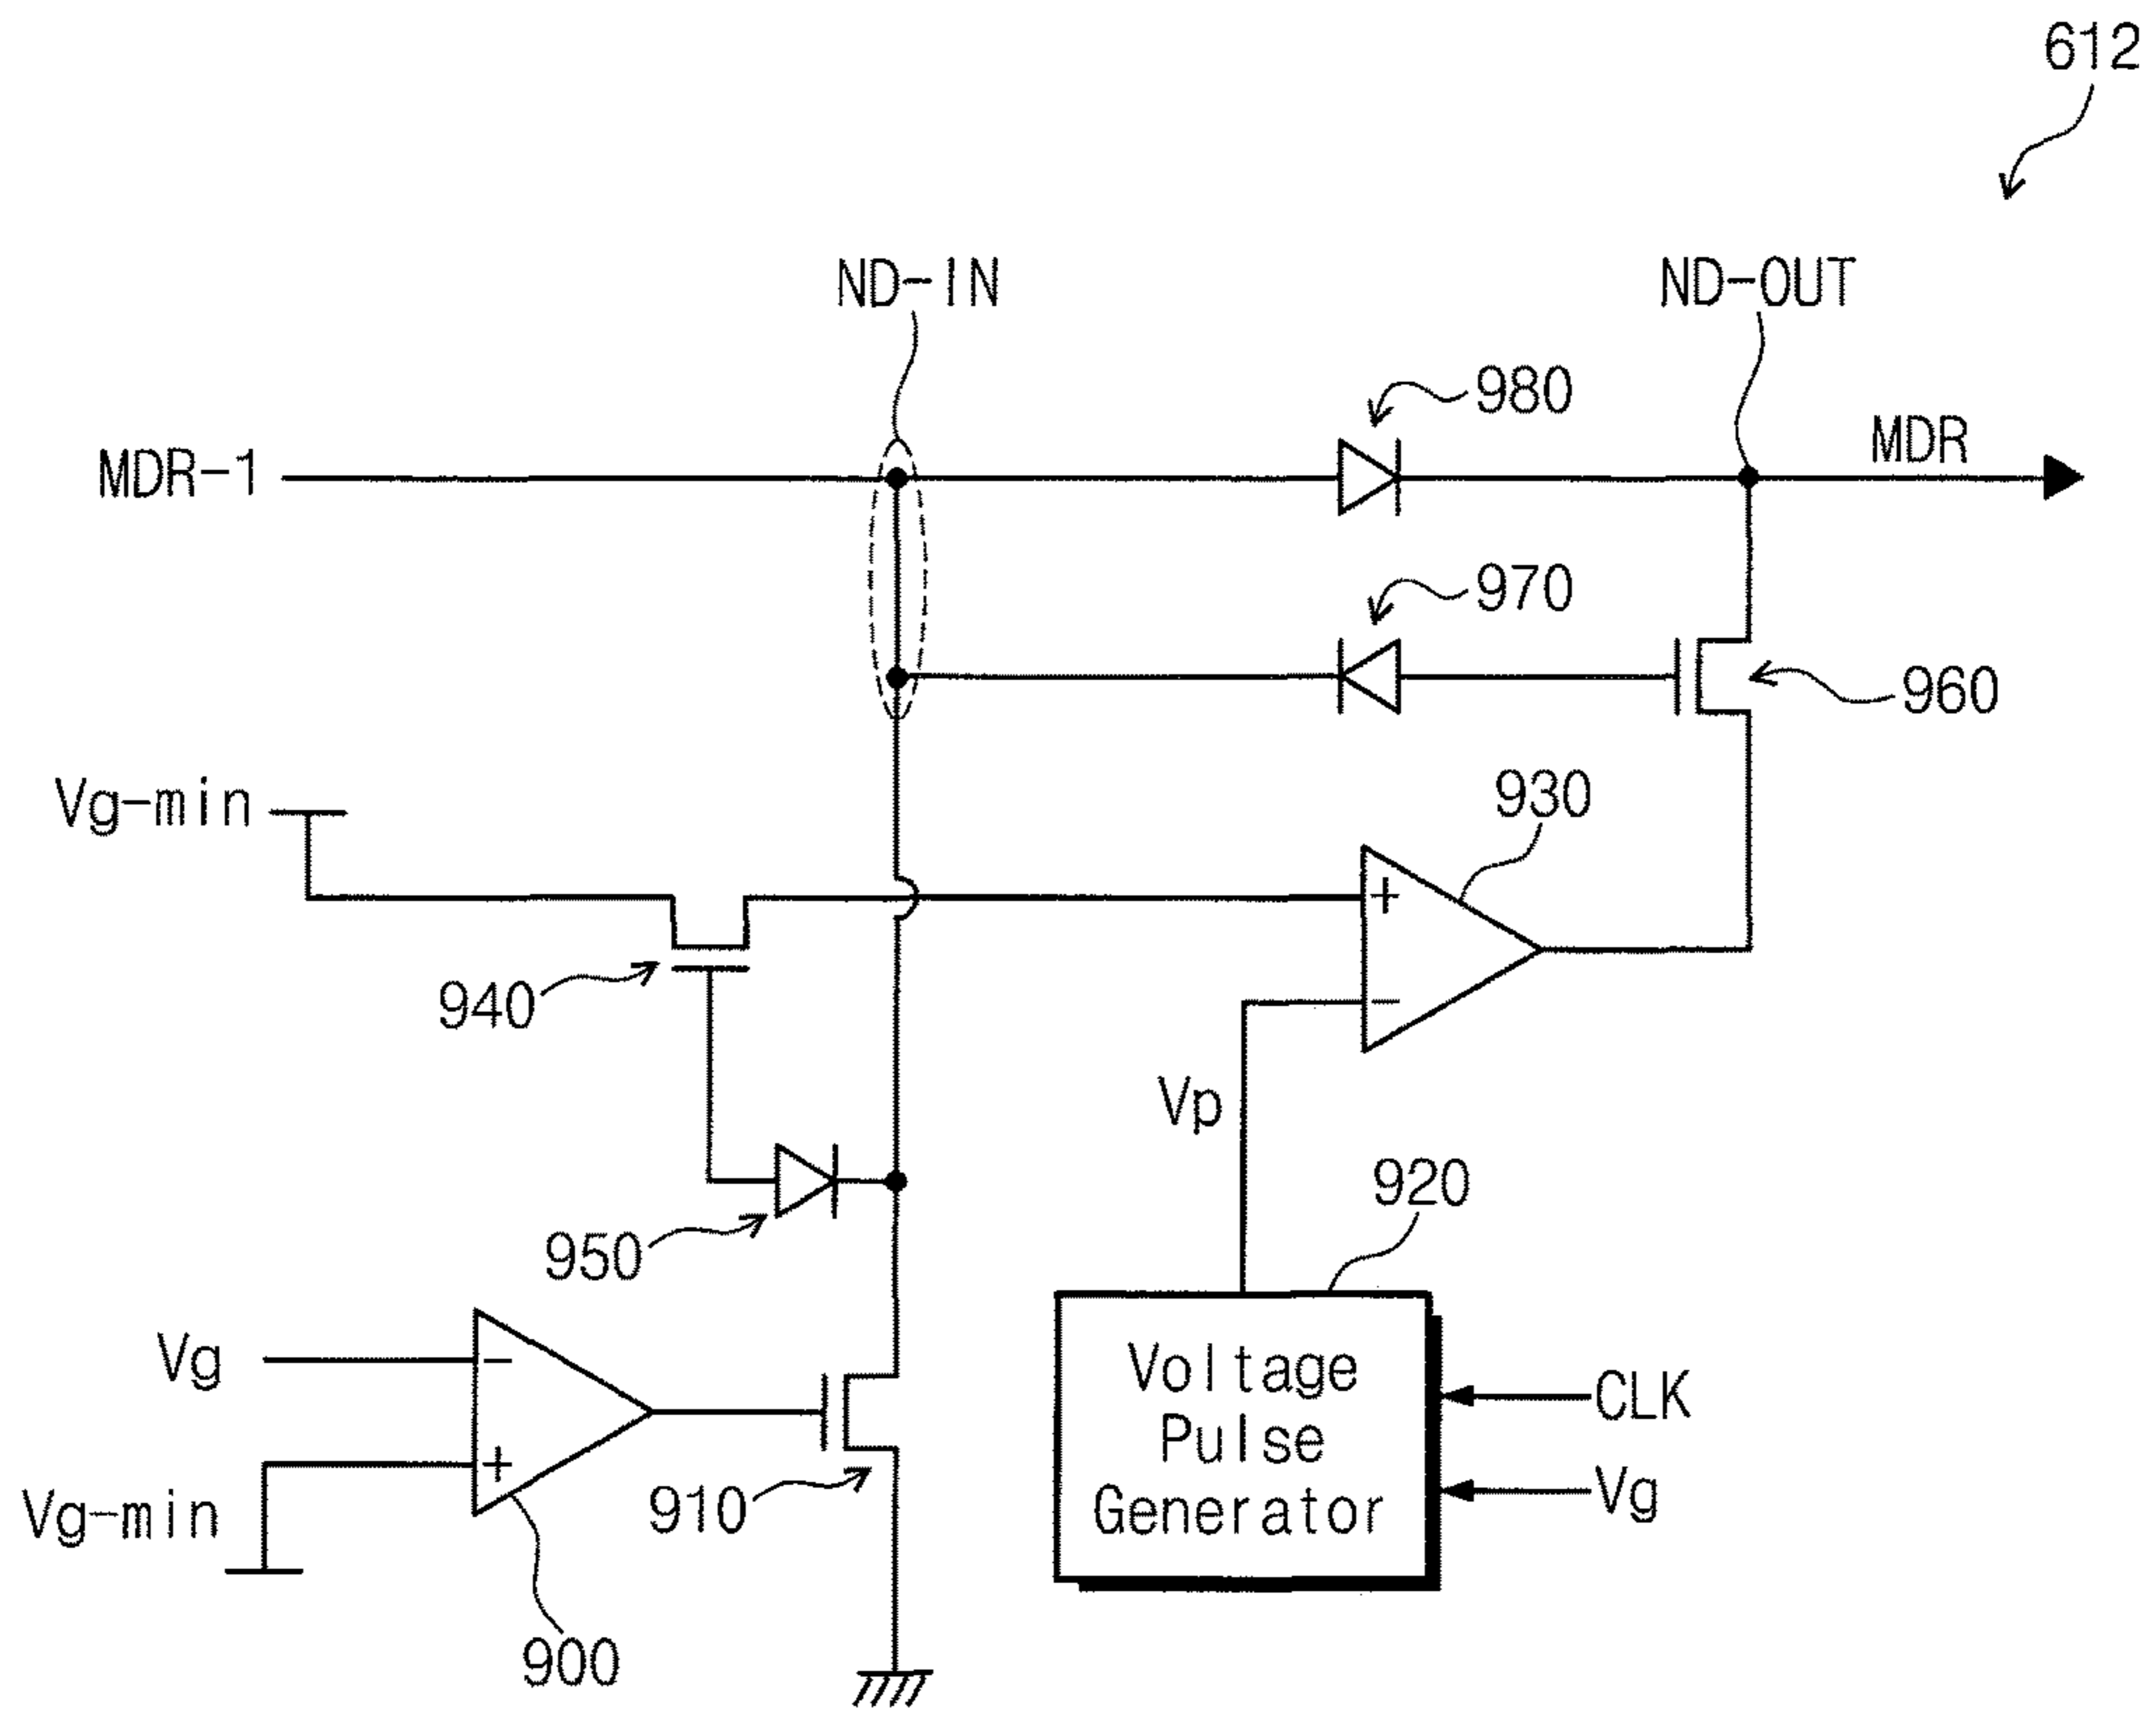 612
ND-IN
ND-OUT
980
MDR-1
MDR
970
960
Vg-min
930
+
940
−
Vp
920
950
Vg
−
Voltage
Pulse
Generator
CLK
Vg
+
Vg-min
910
900